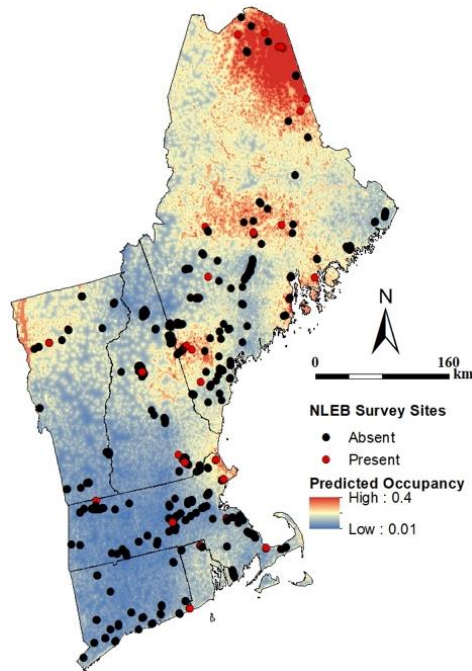 N
0 160
km
NLEB Survey Sites
Absent
Present
Predicted Occupancy
High : 0.4
Low : 0.01